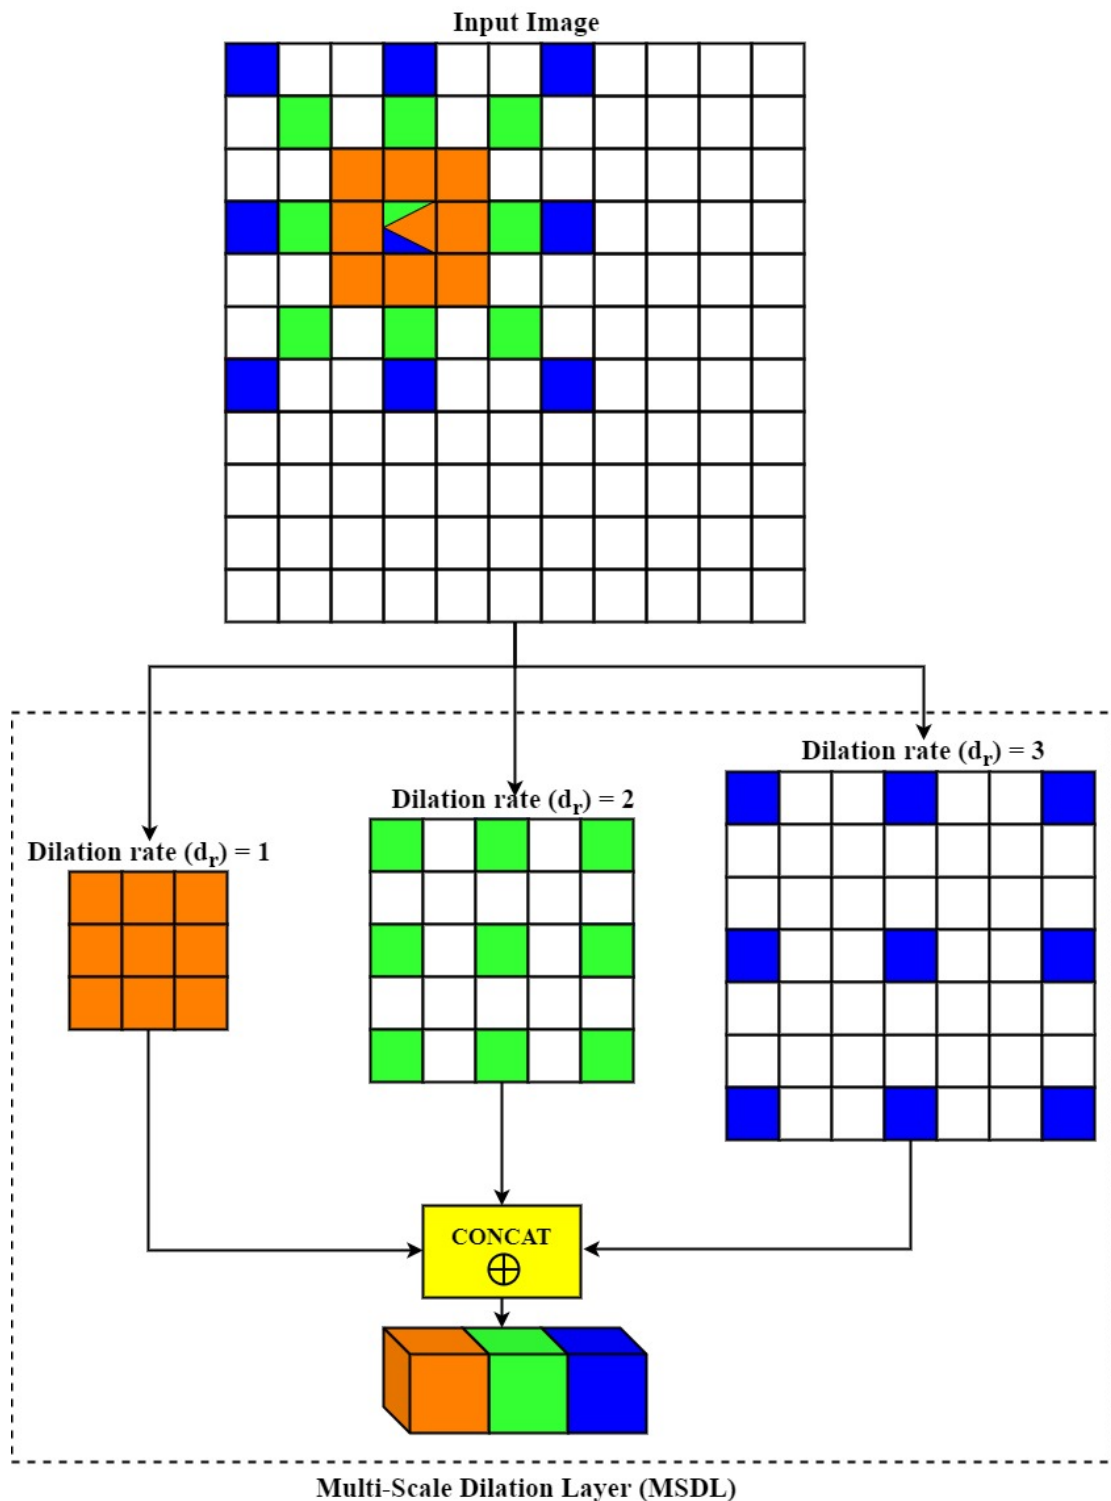 Input Image
Dilation rate (dr) = 3
Dilation rate (dr) = 2
Dilation rate (dr) = 1
CONCAT
Multi-Scale Dilation Layer (MSDL)